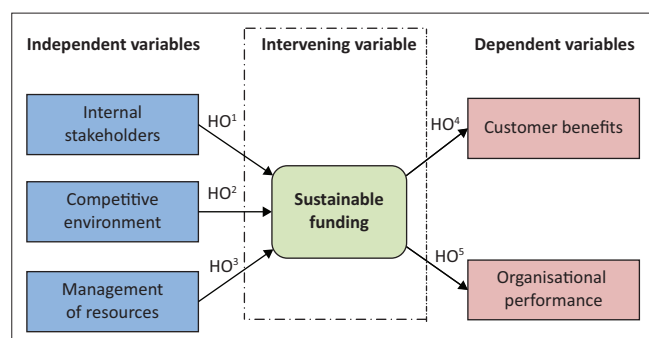 Independent variables
Intervening variable
Dependent variables
Internal
stakeholders
HO¹
HO⁴
Customer benefits
Competitive
environment
HO²
Sustainable
funding
Management
of resources
HO³
HO⁵
Organisational
performance